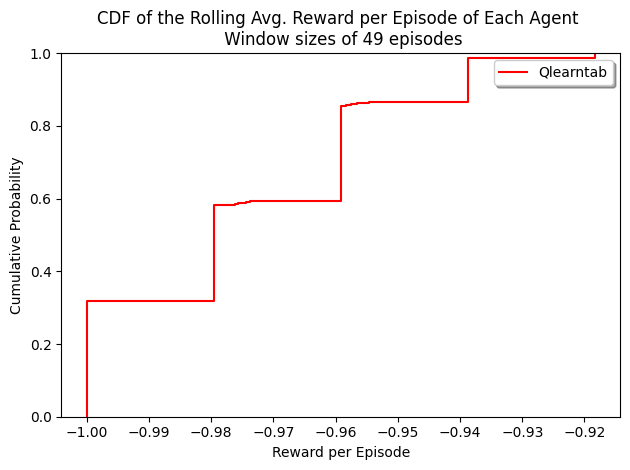 CDF of the Rolling Avg. Reward per Episode of Each Agent
Window sizes of 49 episodes
Qlearntab
Cumulative Probability
1.0
0.8
0.6
0.4
0.2
0.0
−1.00 −0.99 −0.98 −0.97 −0.96 −0.95 −0.94 −0.93 −0.92
Reward per Episode